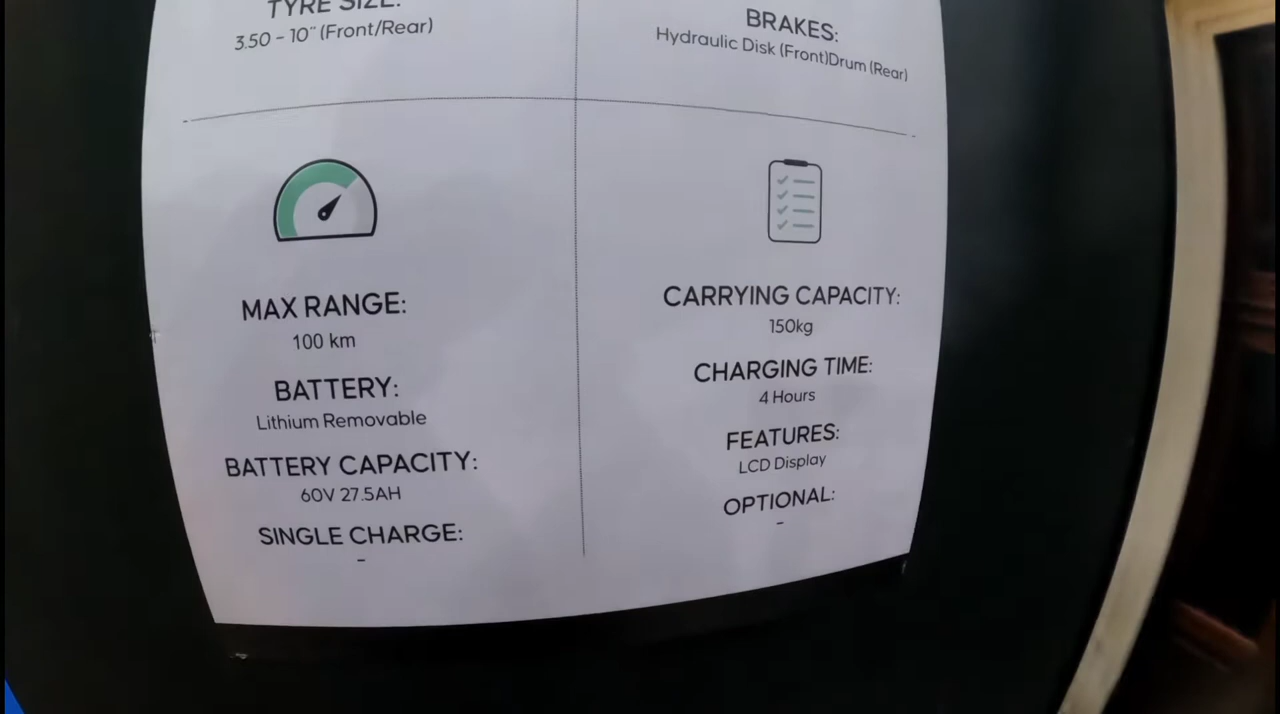 TYRE SIZE:
3.50 - 10" (Front/Rear)
BRAKES:
Hydraulic Disk (Front)Drum (Rear)
MAX RANGE:
100 km
BATTERY:
Lithium Removable
BATTERY CAPACITY:
60V 27.5AH
SINGLE CHARGE:
-
CARRYING CAPACITY:
150kg
CHARGING TIME:
4 Hours
FEATURES:
LCD Display
OPTIONAL:
-